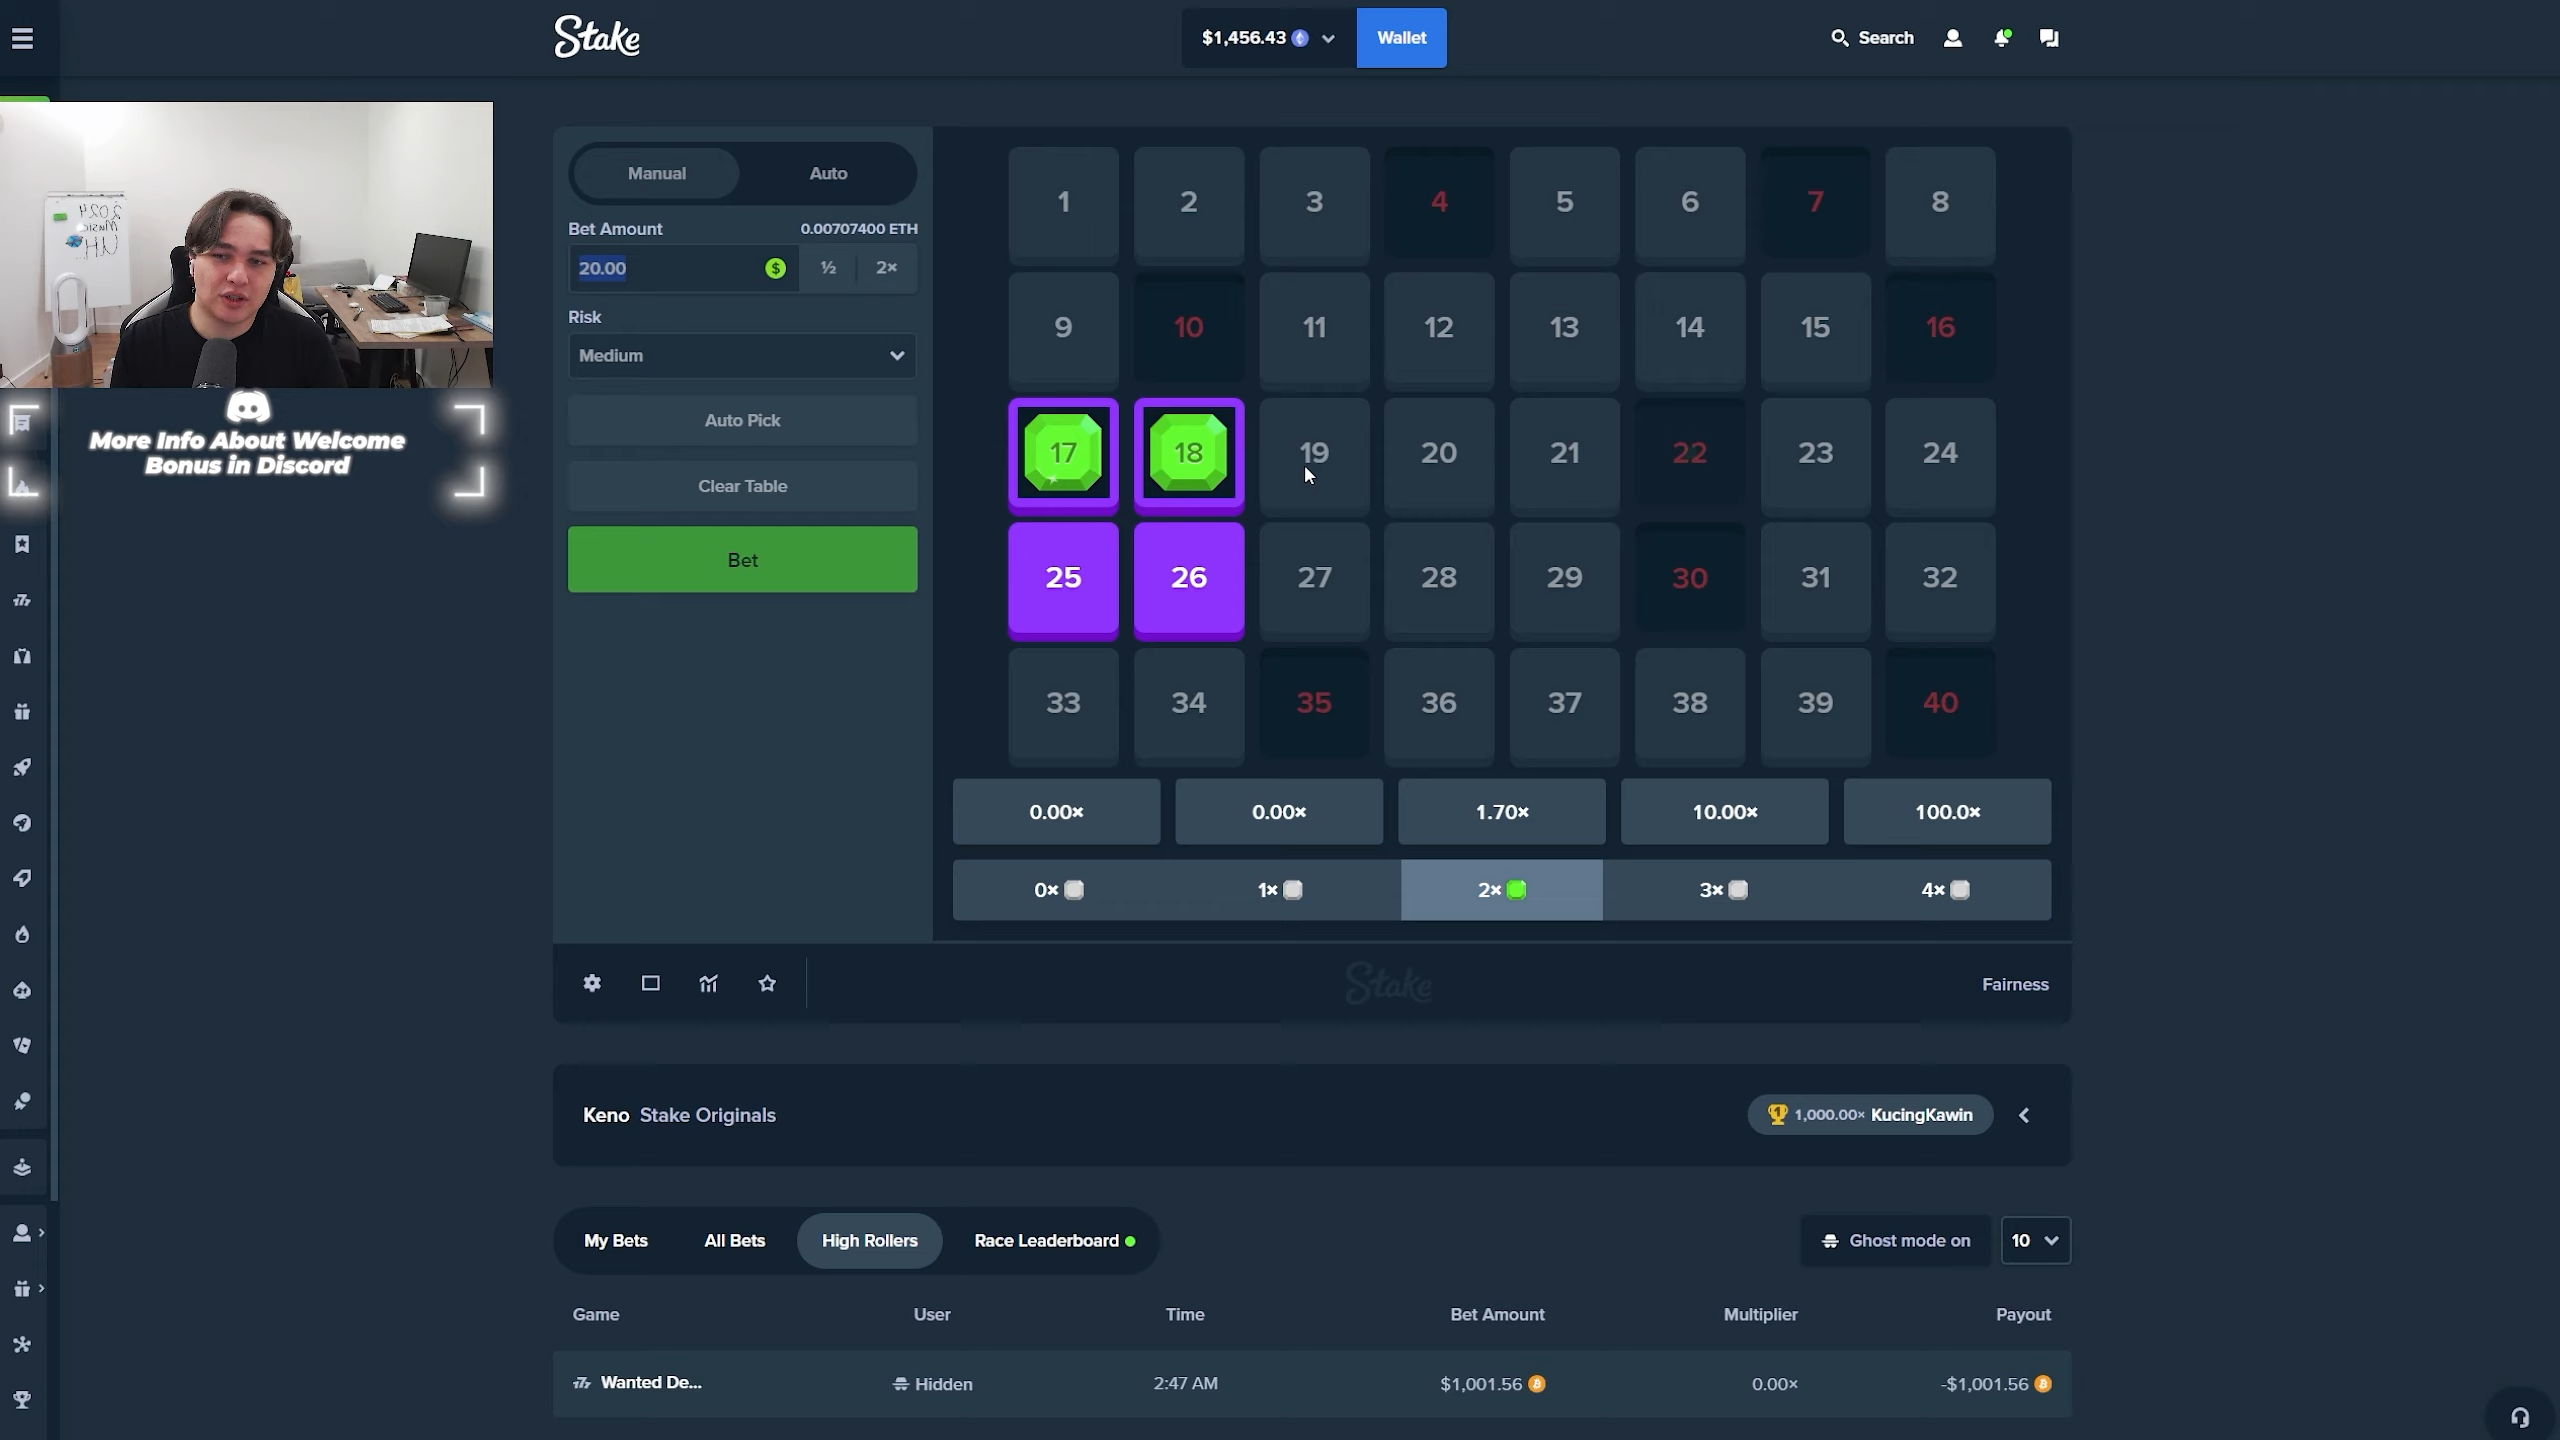 Stake
$1,456.43
Wallet
Search
Manual
Auto
Bet Amount
0.00707400 ETH
20.00
½
2×
Risk
Medium
Auto Pick
Clear Table
Bet
1 2 3 4 5 6 7 8
9 10 11 12 13 14 15 16
17 18 19 20 21 22 23 24
25 26 27 28 29 30 31 32
33 34 35 36 37 38 39 40
0.00× 0.00× 1.70× 10.00× 100.0×
0× 1× 2× 3× 4×
2024
Music
More Info About Welcome
Bonus in Discord
Stake
Fairness
Keno Stake Originals
1,000.00× KucingKawin
My Bets
All Bets
High Rollers
Race Leaderboard
Ghost mode on
10
Game User Time Bet Amount Multiplier Payout
Wanted De... Hidden 2:47 AM $1,001.56 0.00× -$1,001.56